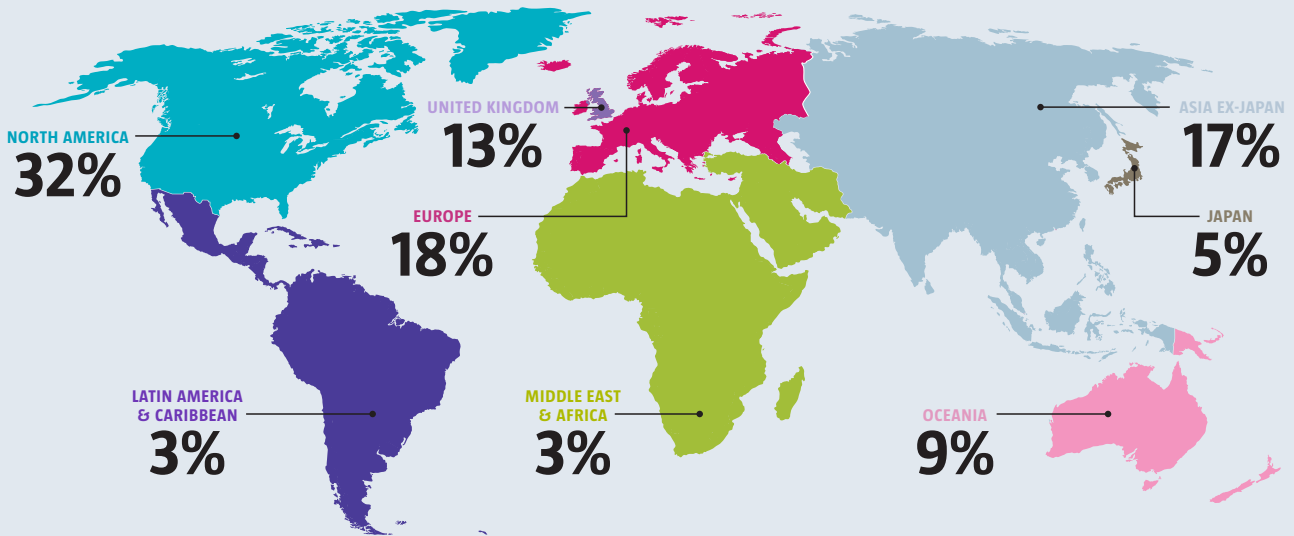 NORTH AMERICA
32%
UNITED KINGDOM
13%
EUROPE
18%
ASIA EX-JAPAN
17%
JAPAN
5%
LATIN AMERICA
& CARIBBEAN
3%
MIDDLE EAST
& AFRICA
3%
OCEANIA
9%